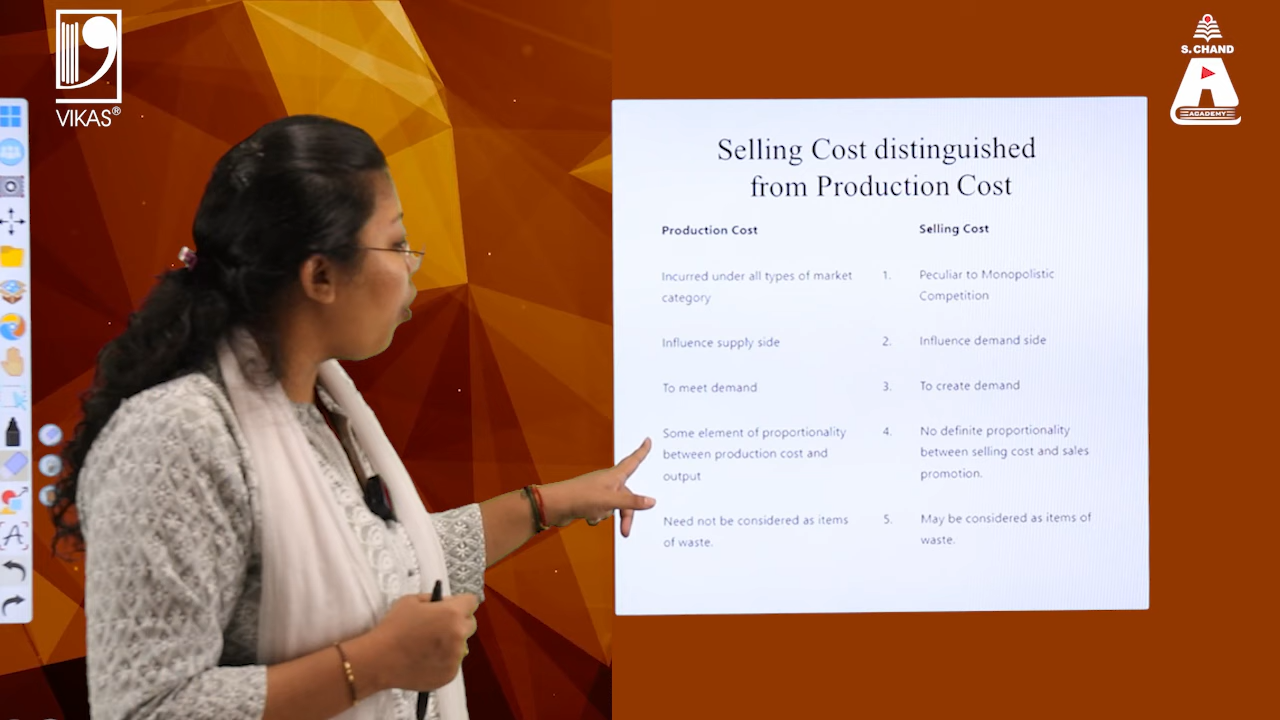 VIKAS®
S. CHAND
ACADEMY
Selling Cost distinguished
from Production Cost
Production Cost
Selling Cost
Incurred under all types of market
category
1.
Peculiar to Monopolistic
Competition
Influence supply side
2.
Influence demand side
To meet demand
3.
To create demand
Some element of proportionality
between production cost and
output
4.
No definite proportionality
between selling cost and sales
promotion.
Need not be considered as items
of waste.
5.
May be considered as items of
waste.